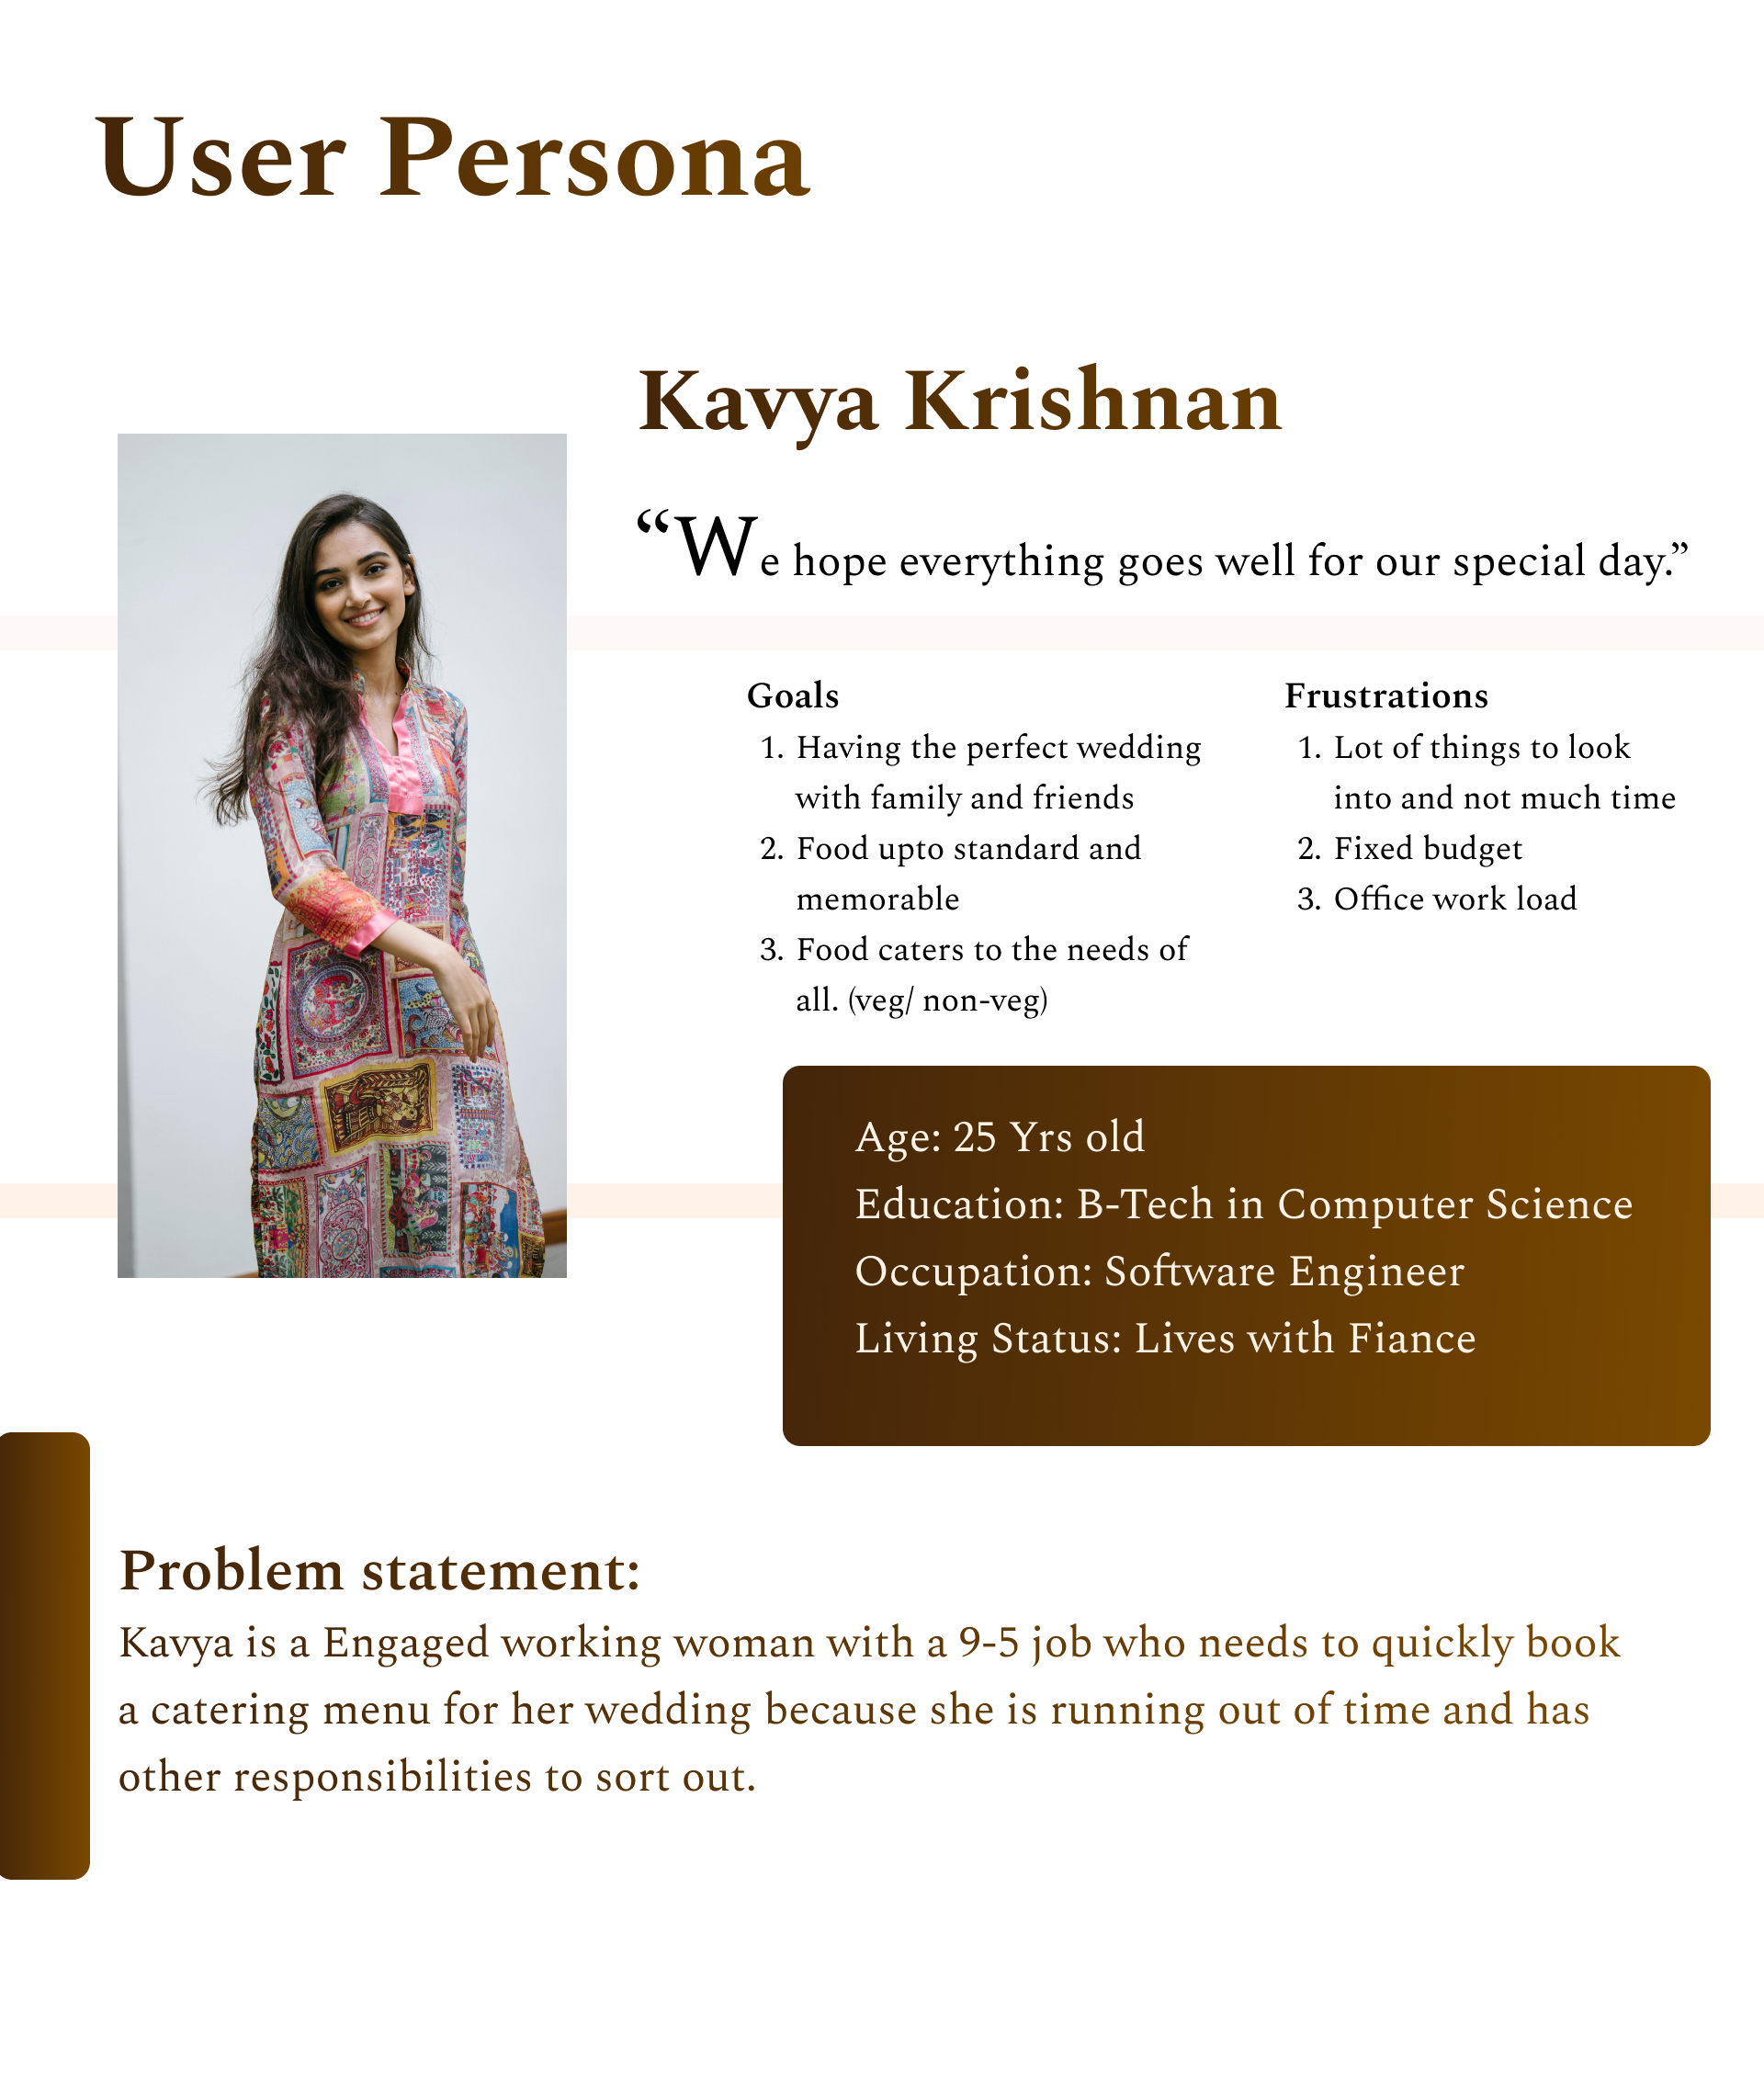 User Persona
Kavya Krishnan
“We hope everything goes well for our special day.”
Goals
1. Having the perfect wedding
with family and friends
2. Food upto standard and
memorable
3. Food caters to the needs of
all. (veg/ non-veg)
Frustrations
1. Lot of things to look
into and not much time
2. Fixed budget
3. Office work load
Age: 25 Yrs old
Education: B-Tech in Computer Science
Occupation: Software Engineer
Living Status: Lives with Fiance
Problem statement:
Kavya is a Engaged working woman with a 9-5 job who needs to quickly book
a catering menu for her wedding because she is running out of time and has
other responsibilities to sort out.